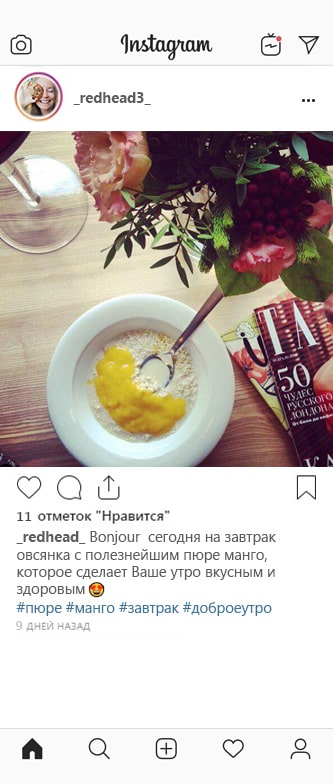 Instagram
_redhead3_
TA
50
ЧУДЕС
РУССКОГО
ЛОНДОНА
11 отметок "Нравится"
_redhead_ Bonjour сегодня на завтрак
овсянка с полезнейшим пюре манго,
которое сделает Ваше утро вкусным и
здоровым 😍
#пюре #манго #завтрак #доброеутро
9 ДНЕЙ НАЗАД